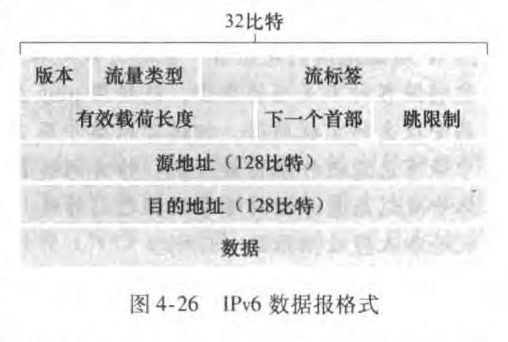 32比特
版本 流量类型 流标签
有效载荷长度 下一个首部 跳限制
源地址（128比特）
目的地址（128比特）
数据
图 4-26 IPv6 数据报格式